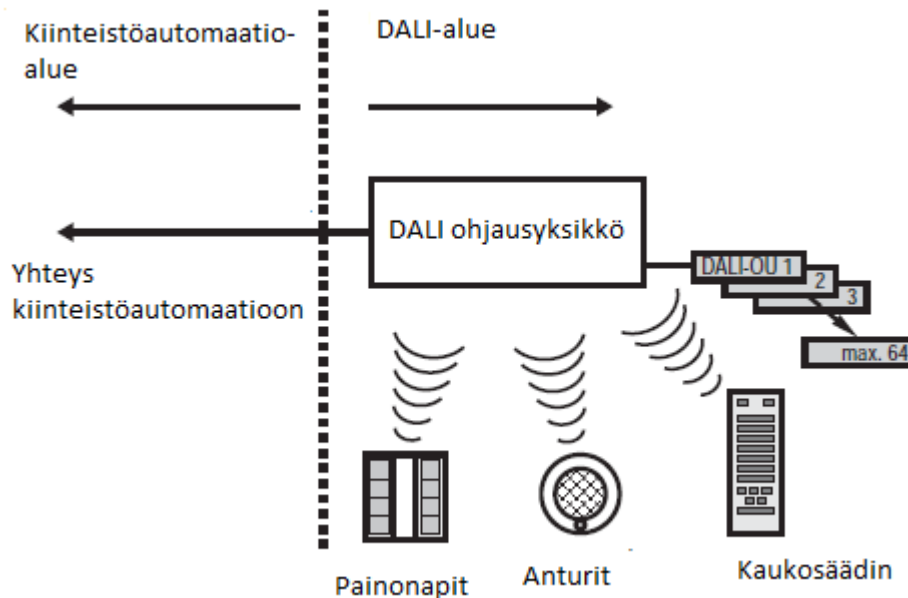 Kiinteistöautomaatio-
alue
DALI-alue
DALI ohjausyksikkö
Yhteys
kiinteistöautomaatioon
DALI-OU 1
2
3
max. 64
Painonapit
Anturit
Kaukosäädin